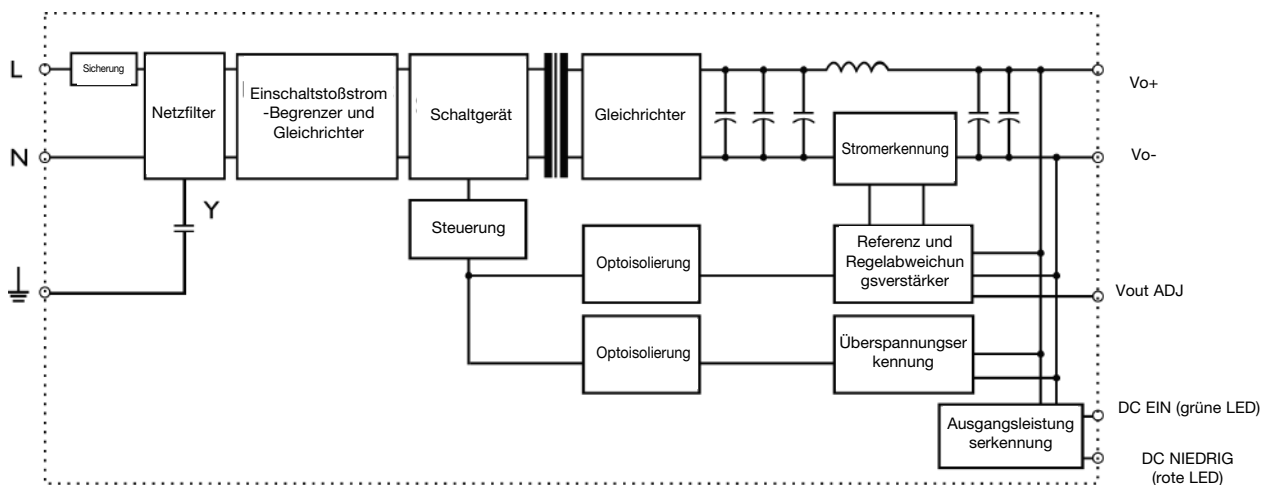 L
Sicherung
Netzfilter
Einschaltstoßstrom
-Begrenzer und
Gleichrichter
Schaltgerät
Gleichrichter
Vo+
N
Stromerkennung
Vo-
Y
Steuerung
Optoisolierung
Referenz und
Regelabweichun
gsverstärker
Vout ADJ
Optoisolierung
Überspannungser
kennung
Ausgangsleistung
serkennung
DC EIN (grüne LED)
DC NIEDRIG
(rote LED)